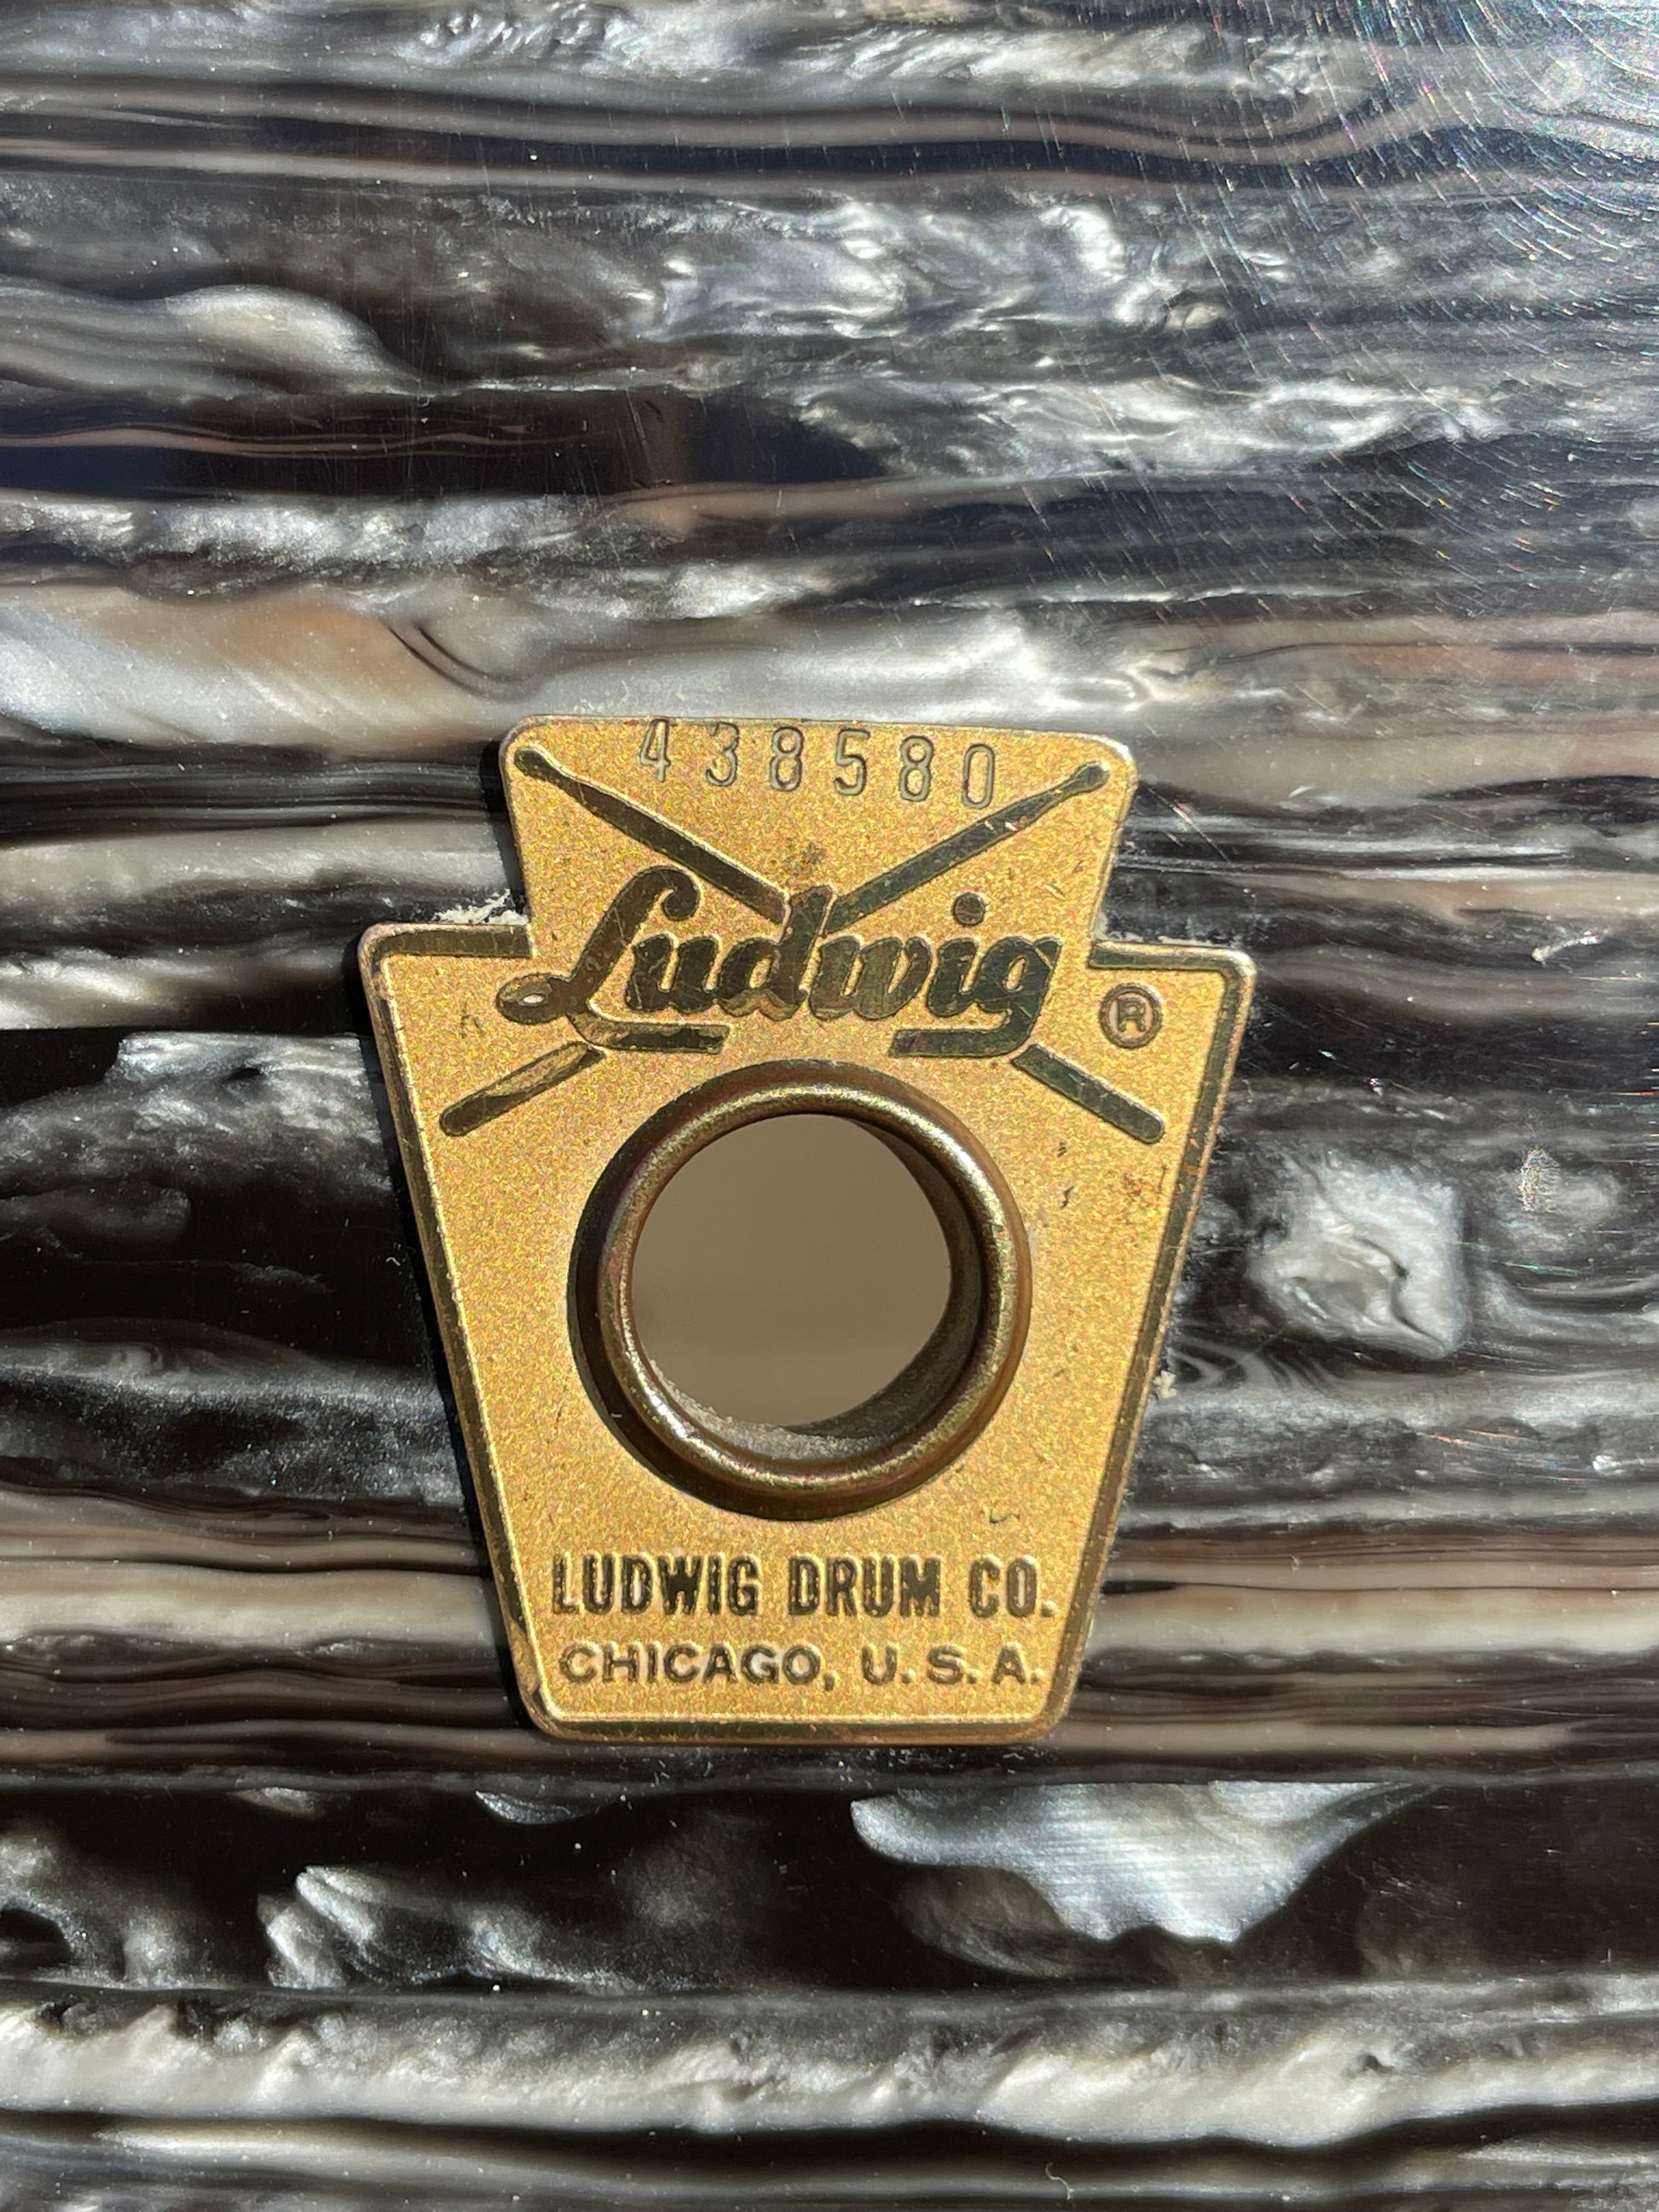 438580
Ludwig ®
LUDWIG DRUM CO.
CHICAGO, U.S.A.